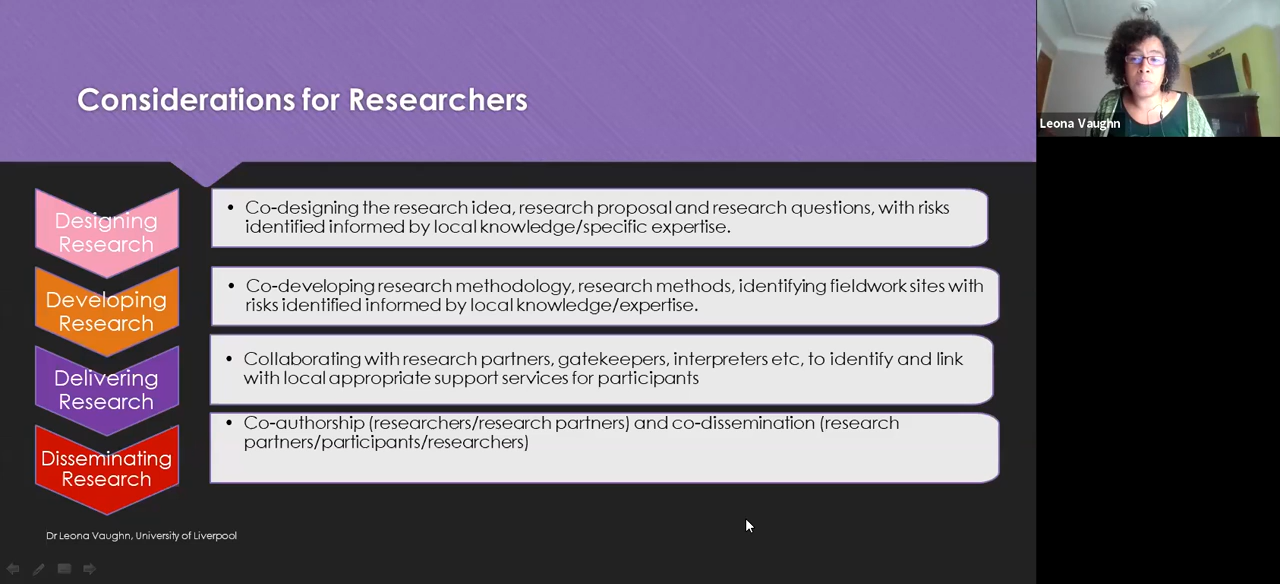 Considerations for Researchers
Leona Vaughn
Designing
Research
• Co-designing the research idea, research proposal and research questions, with risks
identified informed by local knowledge/specific expertise.
Developing
Research
• Co-developing research methodology, research methods, identifying fieldwork sites with
risks identified informed by local knowledge/expertise.
Delivering
Research
• Collaborating with research partners, gatekeepers, interpreters etc, to identify and link
with local appropriate support services for participants
Disseminating
Research
• Co-authorship (researchers/research partners) and co-dissemination (research
partners/participants/researchers)
Dr Leona Vaughn, University of Liverpool